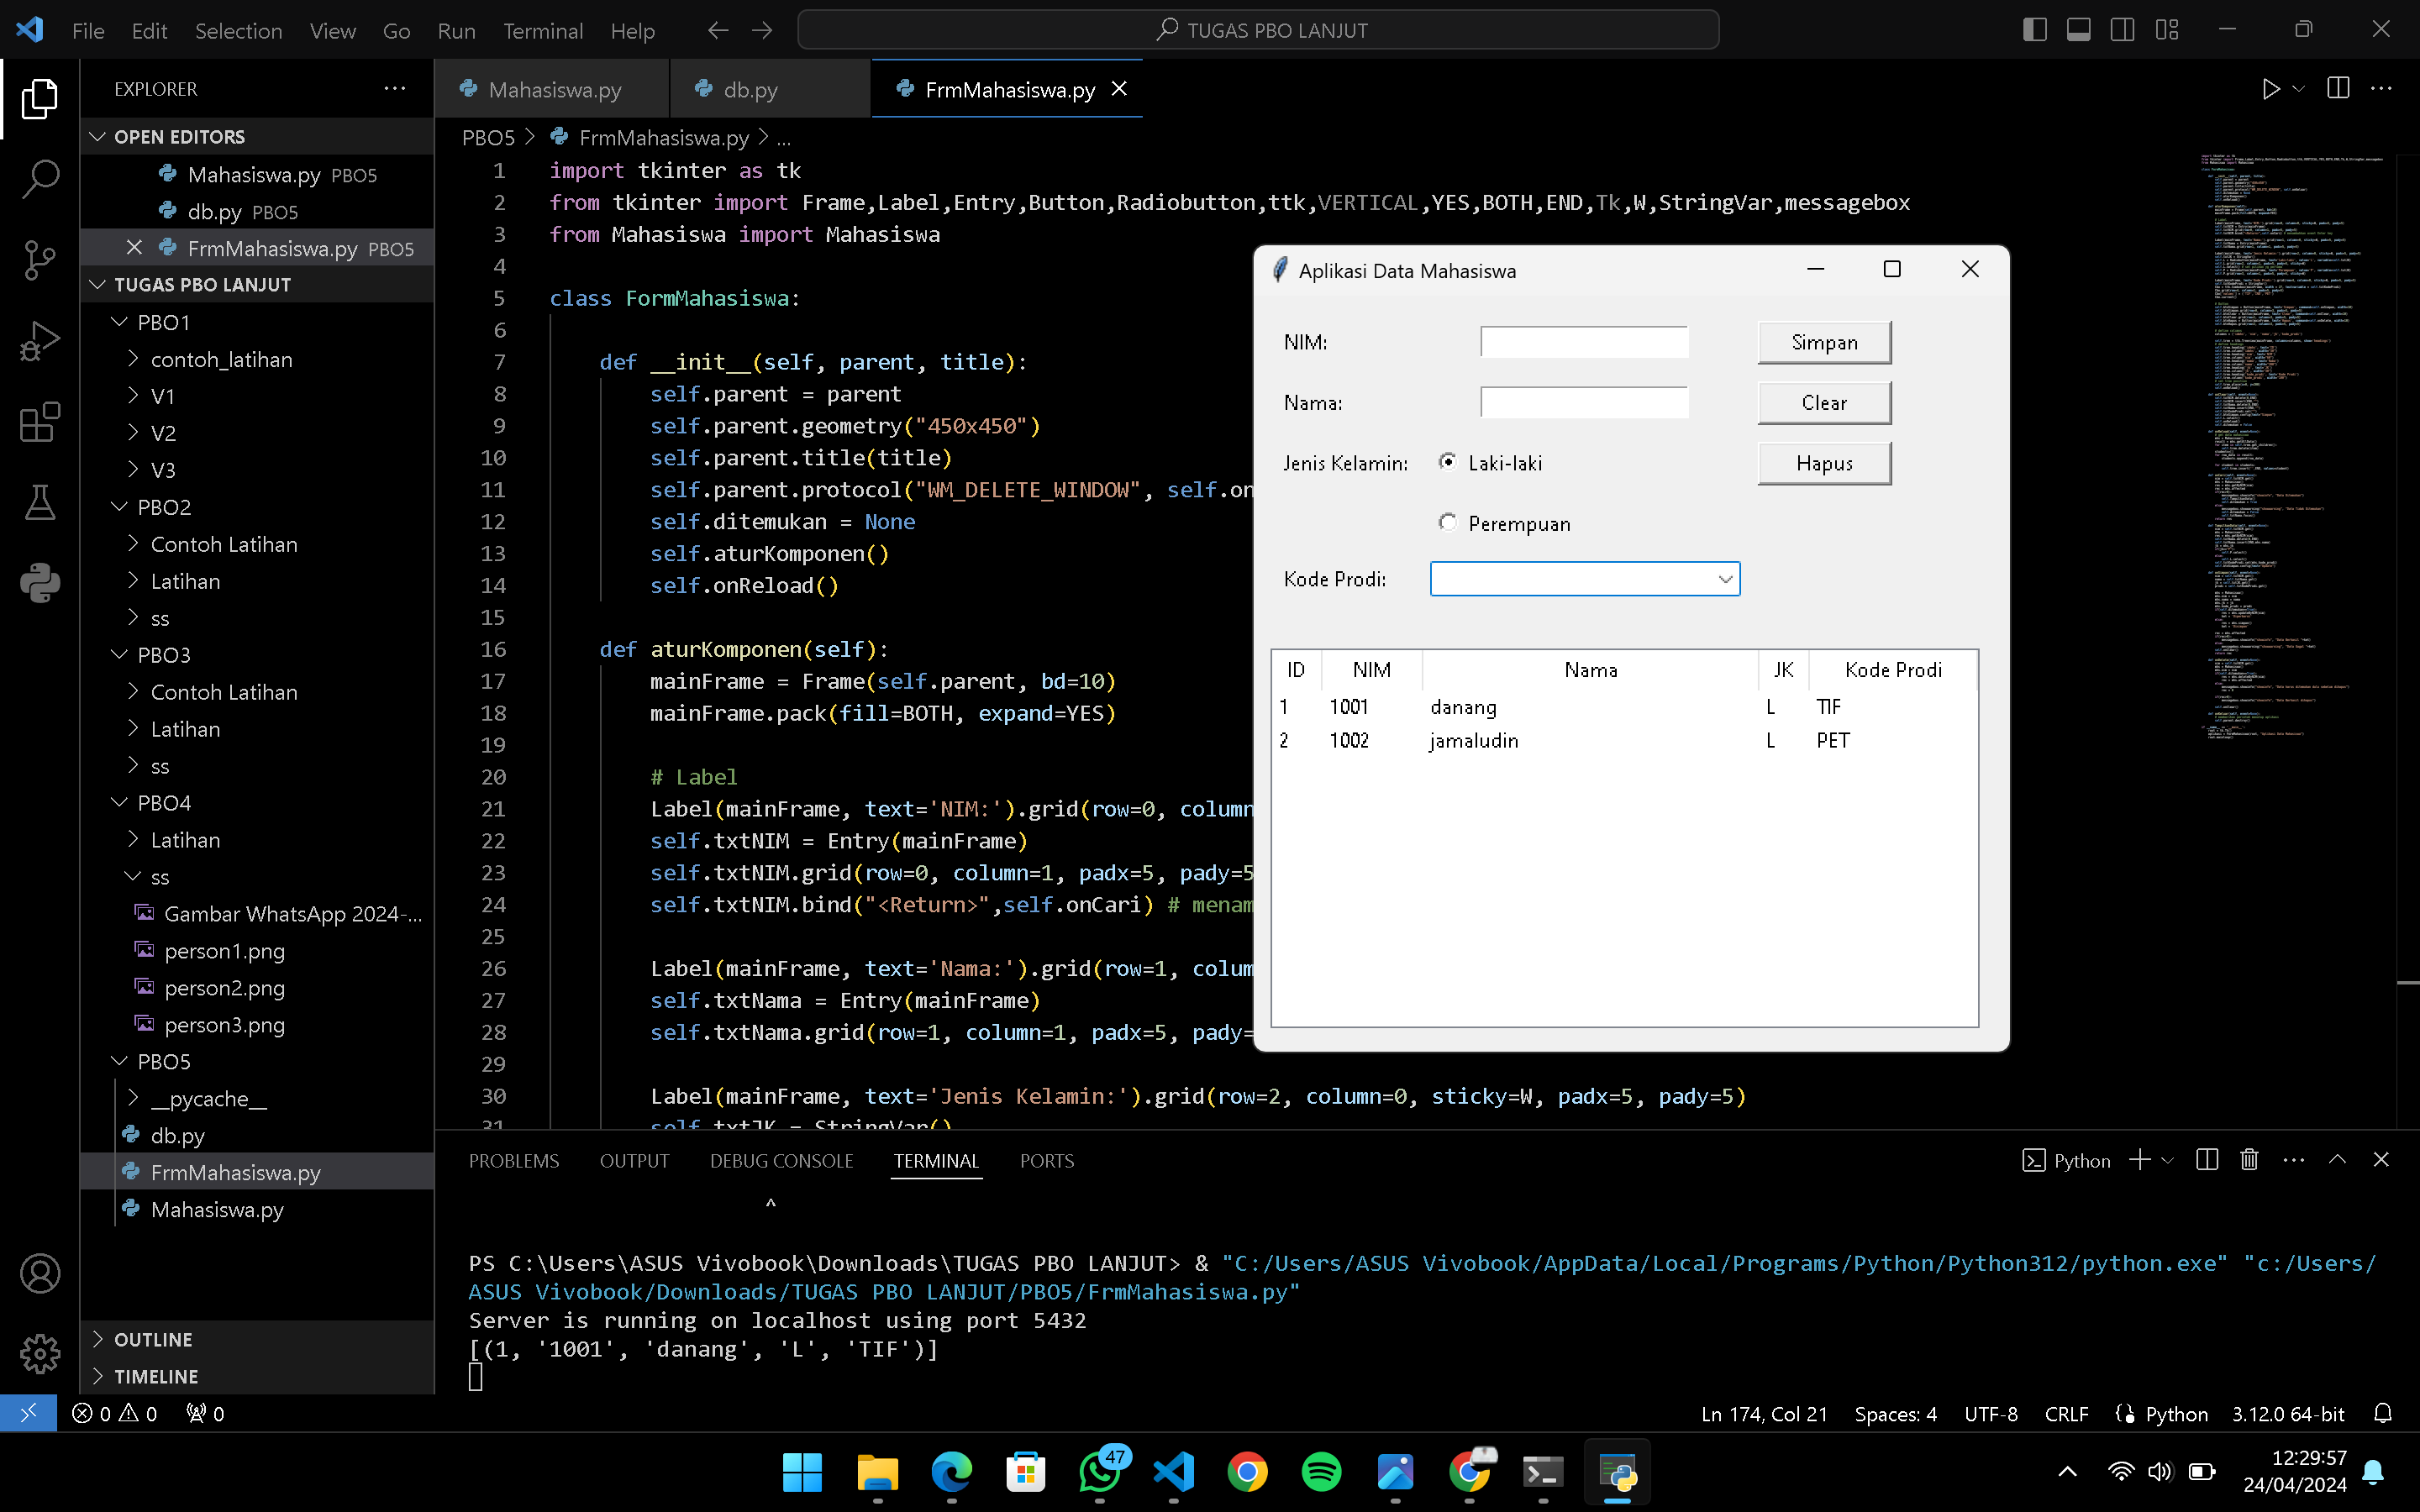 File Edit Selection View Go Run Terminal Help
TUGAS PBO LANJUT
EXPLORER
OPEN EDITORS
Mahasiswa.py PBO5
db.py PBO5
FrmMahasiswa.py PBO5
TUGAS PBO LANJUT
PBO1
contoh_latihan
V1
V2
V3
PBO2
Contoh Latihan
Latihan
ss
PBO3
Contoh Latihan
Latihan
ss
PBO4
Latihan
ss
Gambar WhatsApp 2024-...
person1.png
person2.png
person3.png
PBO5
__pycache__
db.py
FrmMahasiswa.py
Mahasiswa.py
OUTLINE
TIMELINE
Mahasiswa.py db.py FrmMahasiswa.py
PBO5 > FrmMahasiswa.py > ...
1 import tkinter as tk
2 from tkinter import Frame,Label,Entry,Button,Radiobutton,ttk,VERTICAL,YES,BOTH,END,Tk,W,StringVar,messagebox
3 from Mahasiswa import Mahasiswa
4
5 class FormMahasiswa:
6
7 def __init__(self, parent, title):
8 self.parent = parent
9 self.parent.geometry("450x450")
10 self.parent.title(title)
11 self.parent.protocol("WM_DELETE_WINDOW", self.on
12 self.ditemukan = None
13 self.aturKomponen()
14 self.onReload()
15
16 def aturKomponen(self):
17 mainFrame = Frame(self.parent, bd=10)
18 mainFrame.pack(fill=BOTH, expand=YES)
19
20 # Label
21 Label(mainFrame, text='NIM:').grid(row=0, column
22 self.txtNIM = Entry(mainFrame)
23 self.txtNIM.grid(row=0, column=1, padx=5, pady=5
24 self.txtNIM.bind("<Return>",self.onCari) # menam
25
26 Label(mainFrame, text='Nama:').grid(row=1, colum
27 self.txtNama = Entry(mainFrame)
28 self.txtNama.grid(row=1, column=1, padx=5, pady=
29
30 Label(mainFrame, text='Jenis Kelamin:').grid(row=2, column=0, sticky=W, padx=5, pady=5)
31 self.txtJK = StringVar()
Aplikasi Data Mahasiswa
NIM: Simpan
Nama: Clear
Jenis Kelamin: Laki-laki Hapus
Perempuan
Kode Prodi:
ID NIM Nama JK Kode Prodi
1 1001 danang L TIF
2 1002 jamaludin L PET
PROBLEMS OUTPUT DEBUG CONSOLE TERMINAL PORTS
Python
^
PS C:\Users\ASUS Vivobook\Downloads\TUGAS PBO LANJUT> & "C:/Users/ASUS Vivobook/AppData/Local/Programs/Python/Python312/python.exe" "c:/Users/
ASUS Vivobook/Downloads/TUGAS PBO LANJUT/PBO5/FrmMahasiswa.py"
Server is running on localhost using port 5432
[(1, '1001', 'danang', 'L', 'TIF')]
0 0 0
Ln 174, Col 21 Spaces: 4 UTF-8 CRLF Python 3.12.0 64-bit
47
12:29:57
24/04/2024